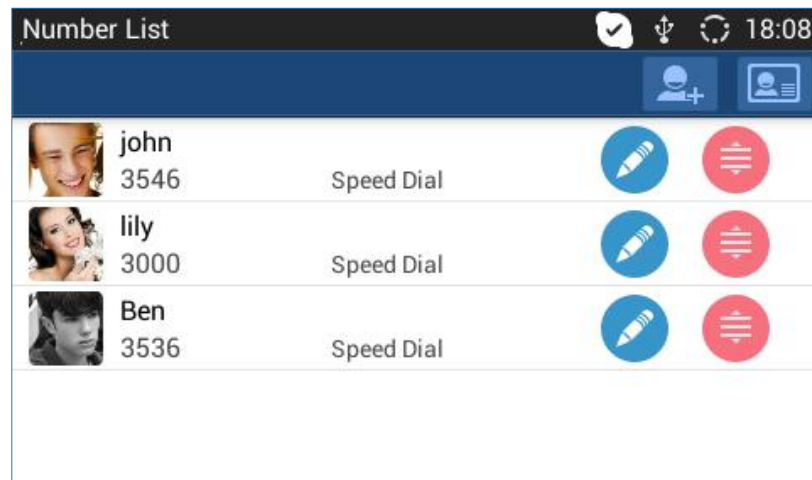 Number List
18:08
john
3546 Speed Dial
lily
3000 Speed Dial
Ben
3536 Speed Dial